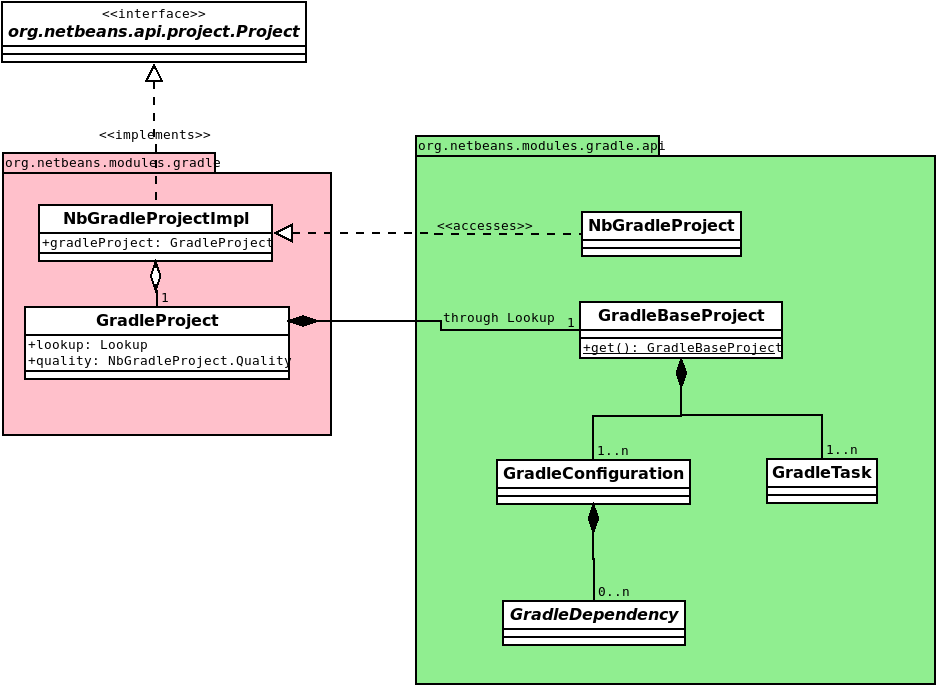 <<interface>>
org.netbeans.api.project.Project
<<implements>>
org.netbeans.modules.gradle
NbGradleProjectImpl
+gradleProject: GradleProject
1
GradleProject
+lookup: Lookup
+quality: NbGradleProject.Quality
org.netbeans.modules.gradle.api
<<accesses>>
NbGradleProject
through Lookup
1
GradleBaseProject
+get(): GradleBaseProject
1..n
1..n
GradleConfiguration
GradleTask
0..n
GradleDependency